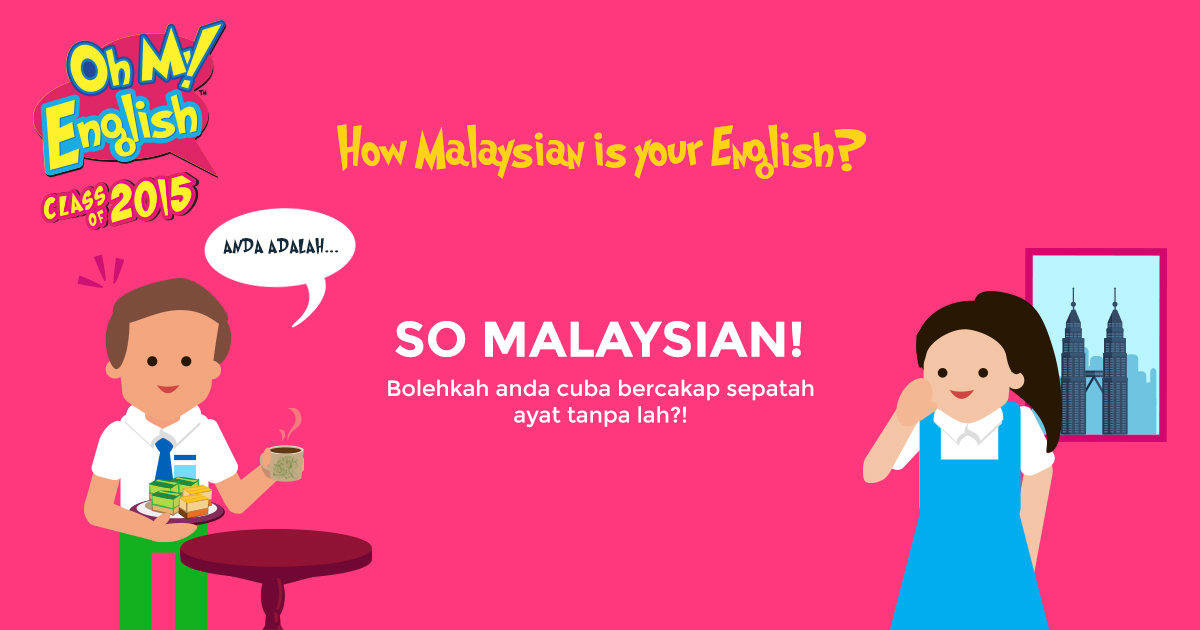 Oh My!
English™
CLASS OF 2015
How Malaysian is your English?
ANDA ADALAH...
SO MALAYSIAN!
Bolehkah anda cuba bercakap sepatah
ayat tanpa lah?!